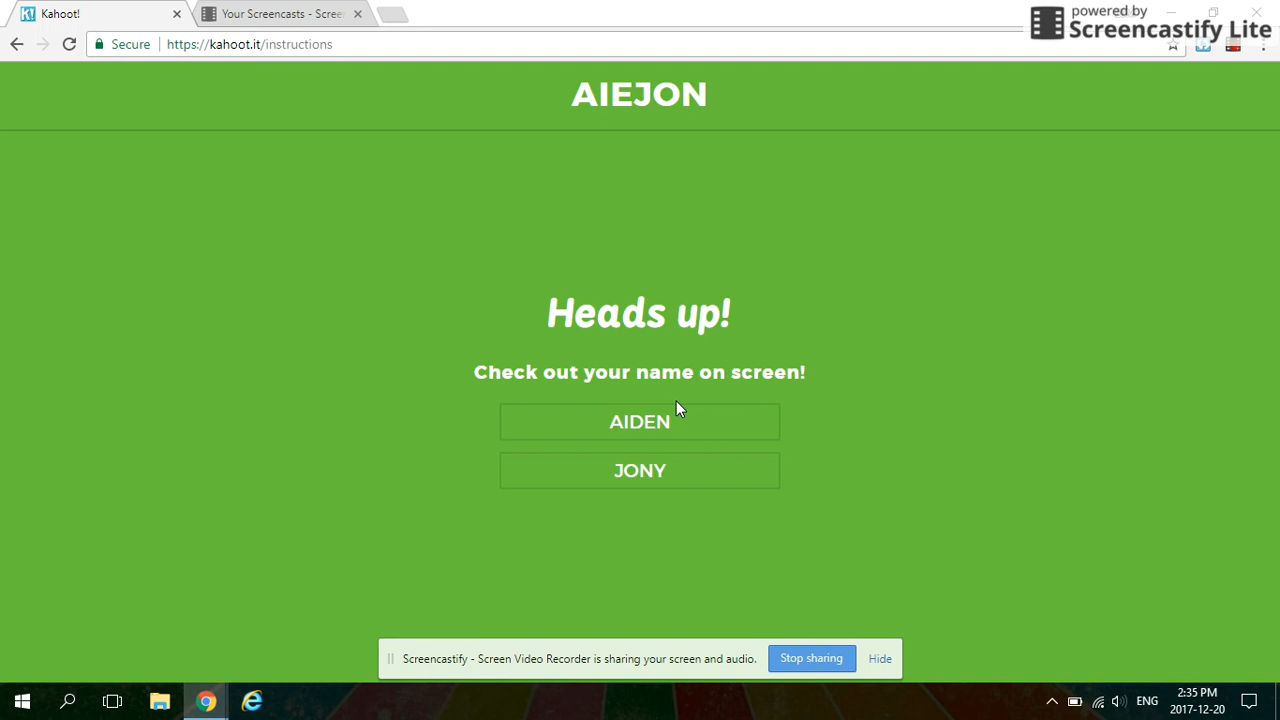 Kahoot!
Your Screencasts - Scree
powered by
Screencastify Lite
Secure
https://kahoot.it/instructions
AIEJON
Heads up!
Check out your name on screen!
AIDEN
JONY
Screencastify - Screen Video Recorder is sharing your screen and audio.
Stop sharing
Hide
ENG
2:35 PM
2017-12-20